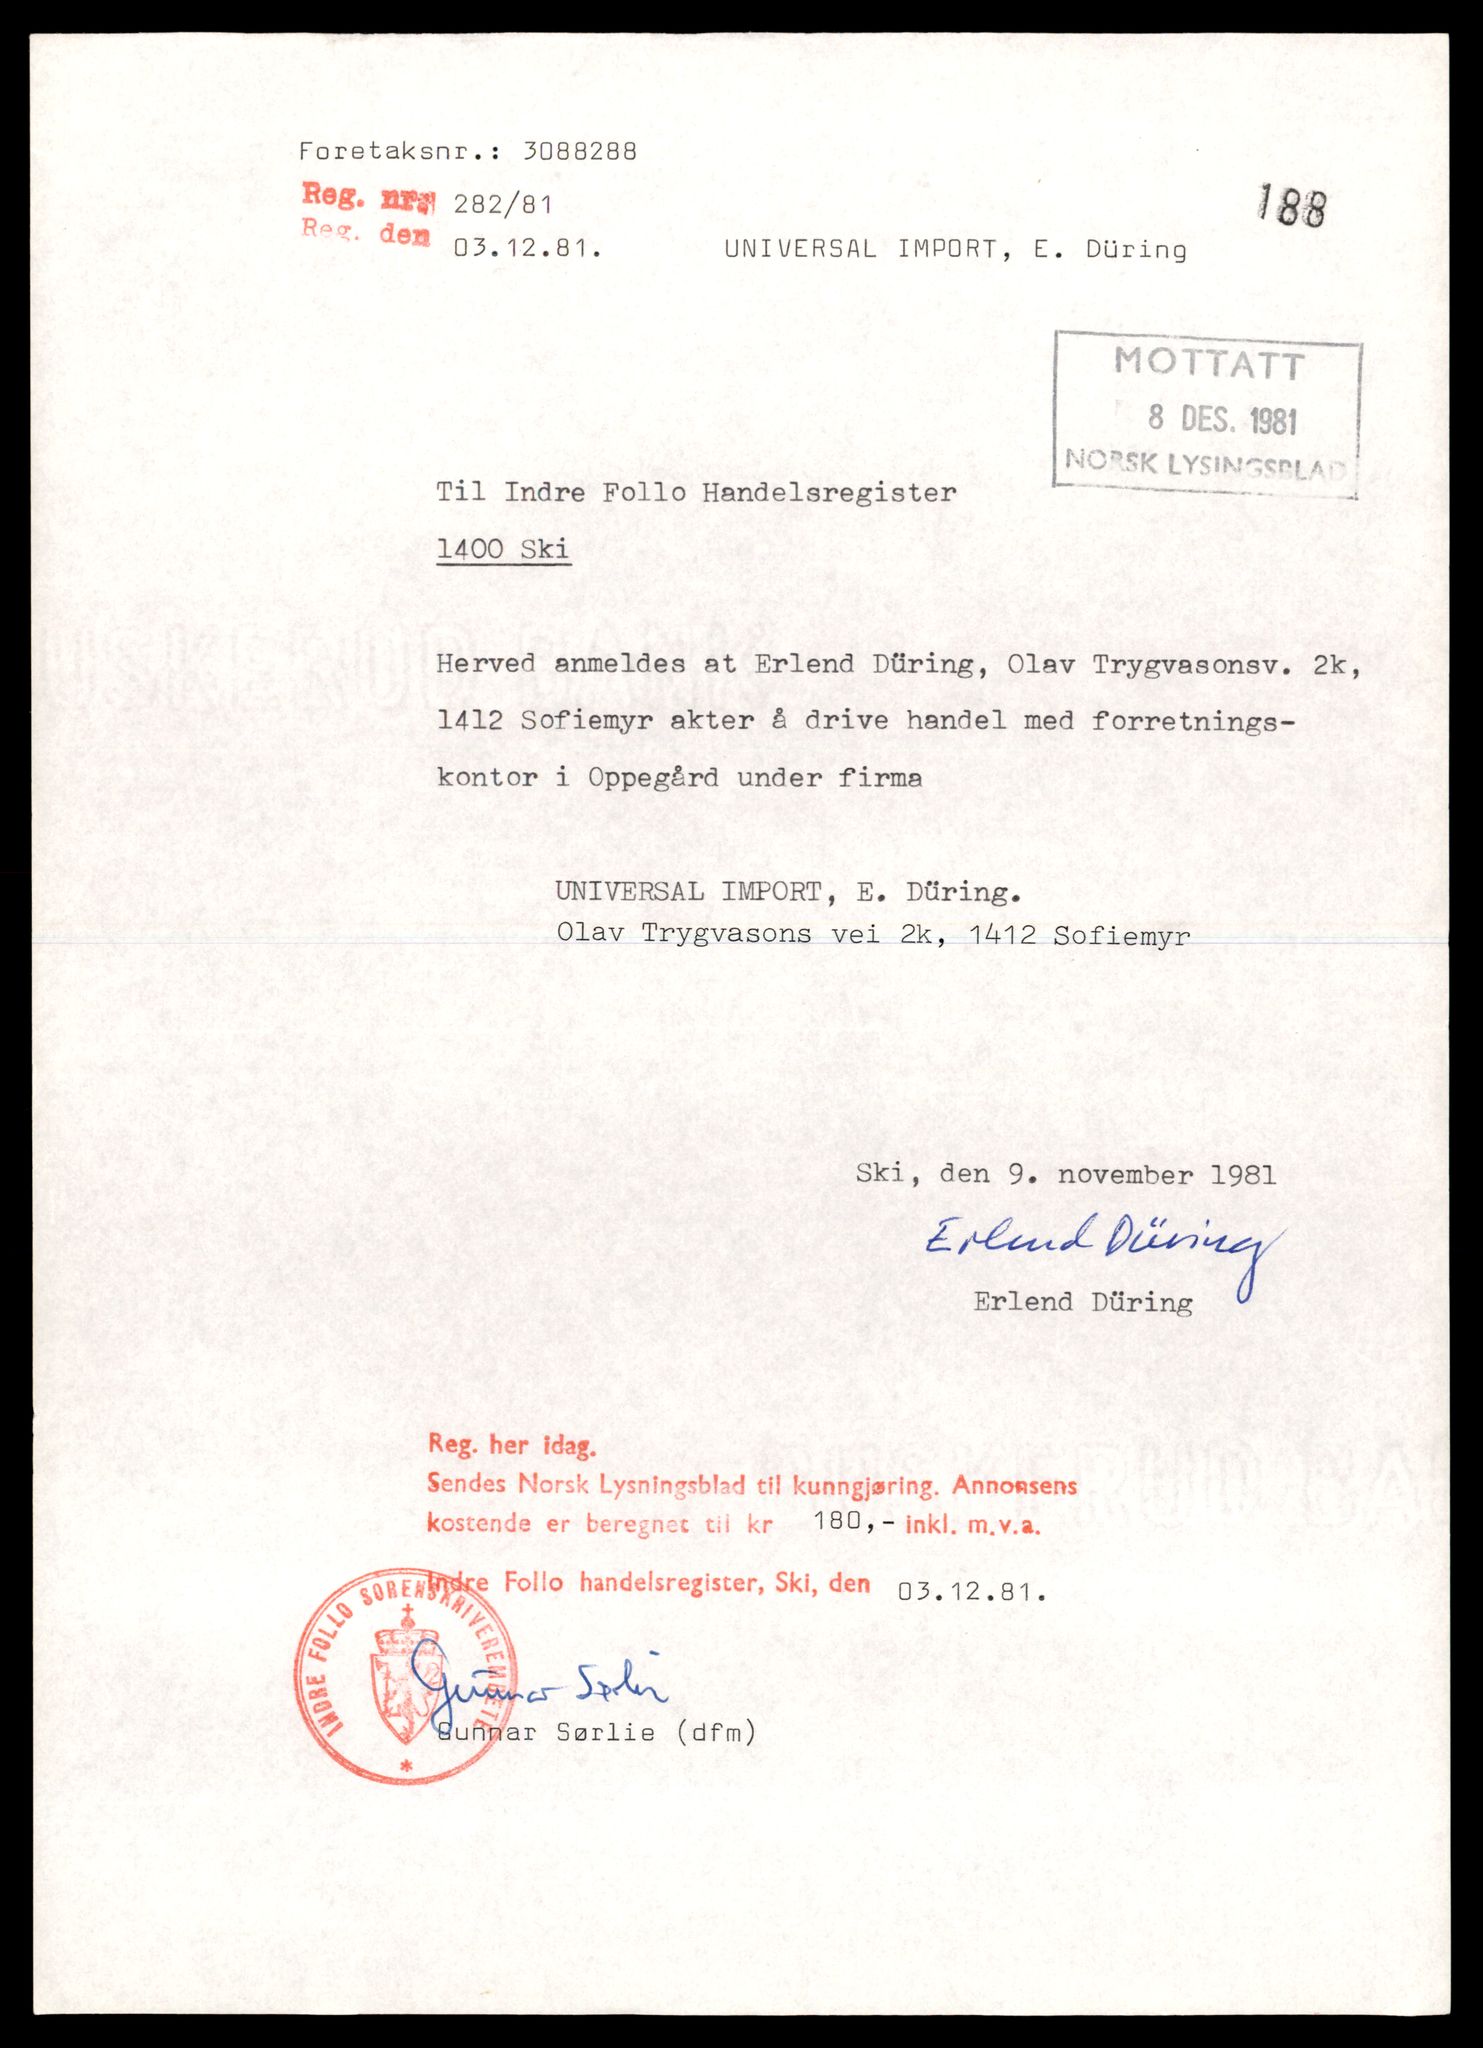 Foretaksnr.: 3088288
Reg. nr. 282/81
188
Reg. den 03.12.81.
UNIVERSAL IMPORT, E. Düring
MOTTATT
8 DES. 1981
NORSK LYSINGSBLAD
Til Indre Follo Handelsregister
1400 Ski
Herved anmeldes at Erlend Düring, Olav Trygvasonsv. 2k,
1412 Sofiemyr akter å drive handel med forretnings-
kontor i Oppegård under firma
UNIVERSAL IMPORT, E. Düring.
Olav Trygvasons vei 2k, 1412 Sofiemyr
Ski, den 9. november 1981
Erlend Düring
Erlend Düring
Reg. her idag.
Sendes Norsk Lysningsblad til kunngjøring. Annonsens
kostende er beregnet til kr 180,- inkl. m.v.a.
Indre Follo handelsregister, Ski, den 03.12.81.
INDRE FOLLO SORENSKRIVEREMBETE
Gunnar Sørlie
Gunnar Sørlie (dfm)